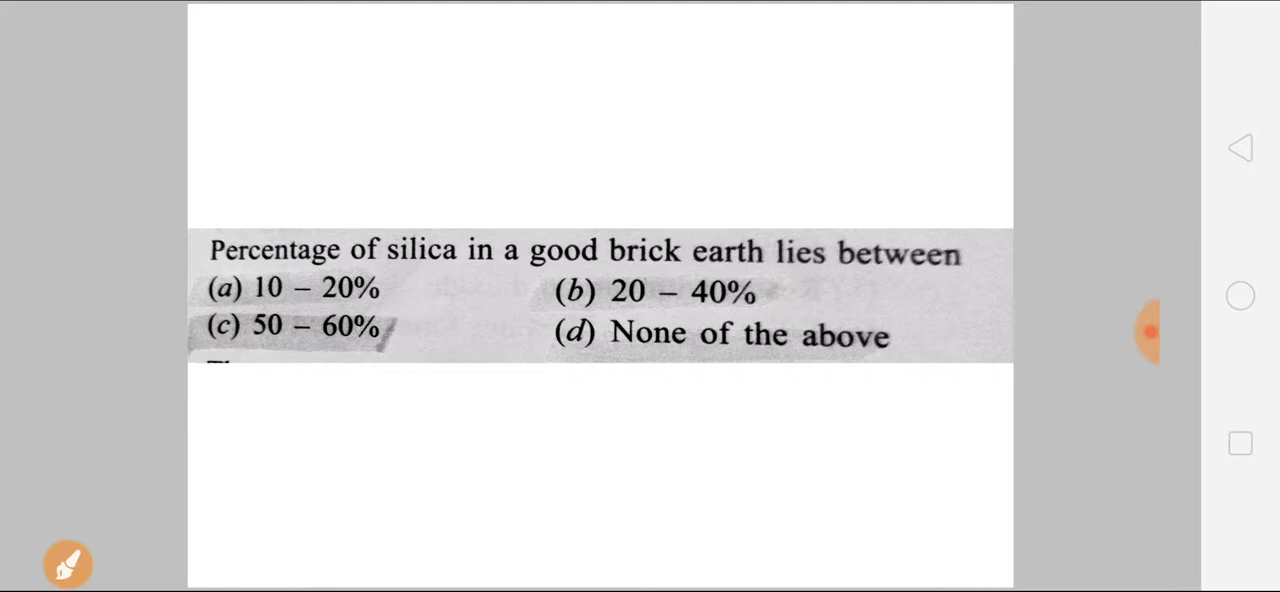 Percentage of silica in a good brick earth lies between
(a) 10 – 20% (b) 20 – 40%
(c) 50 – 60% (d) None of the above